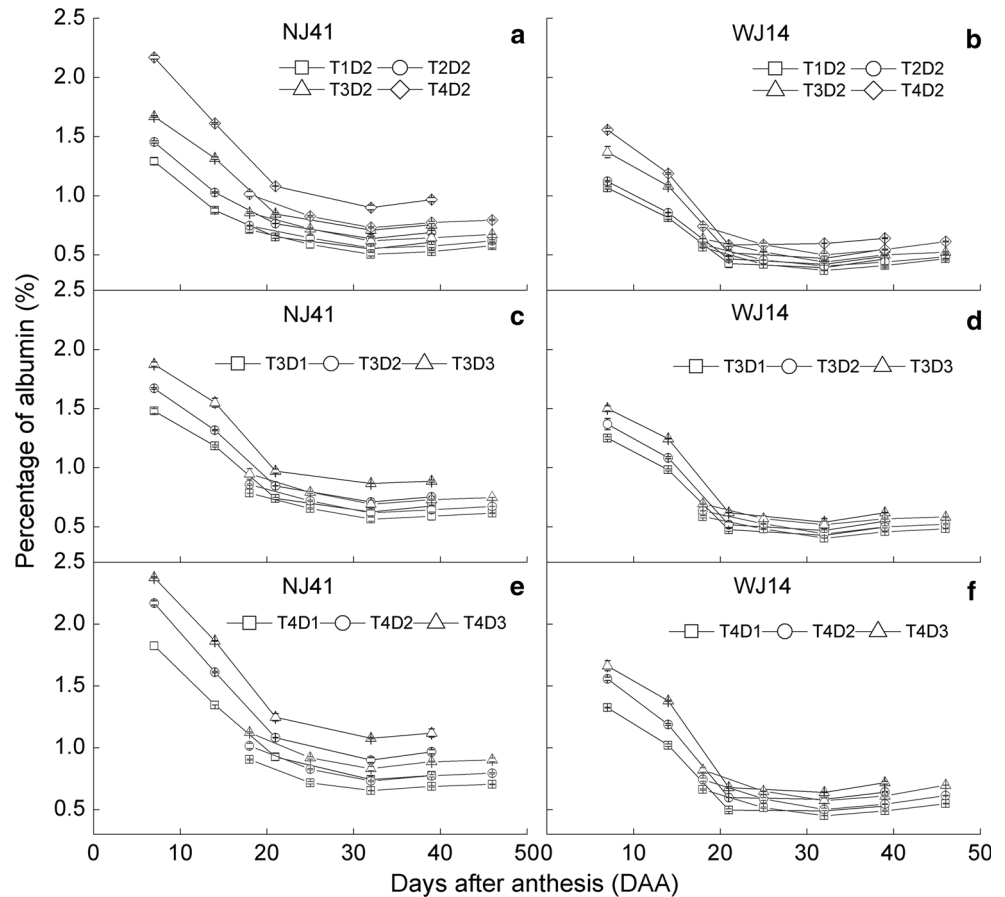 Percentage of albumin (%)
NJ41 a
T1D2 T2D2
T3D2 T4D2
2.5
2.0
1.5
1.0
0.5
WJ14 b
T1D2 T2D2
T3D2 T4D2
NJ41 c
T3D1 T3D2 T3D3
2.5
2.0
1.5
1.0
0.5
WJ14 d
T3D1 T3D2 T3D3
NJ41 e
T4D1 T4D2 T4D3
2.5
2.0
1.5
1.0
0.5
WJ14 f
T4D1 T4D2 T4D3
0 10 20 30 40 50 0 10 20 30 40 50
Days after anthesis (DAA)